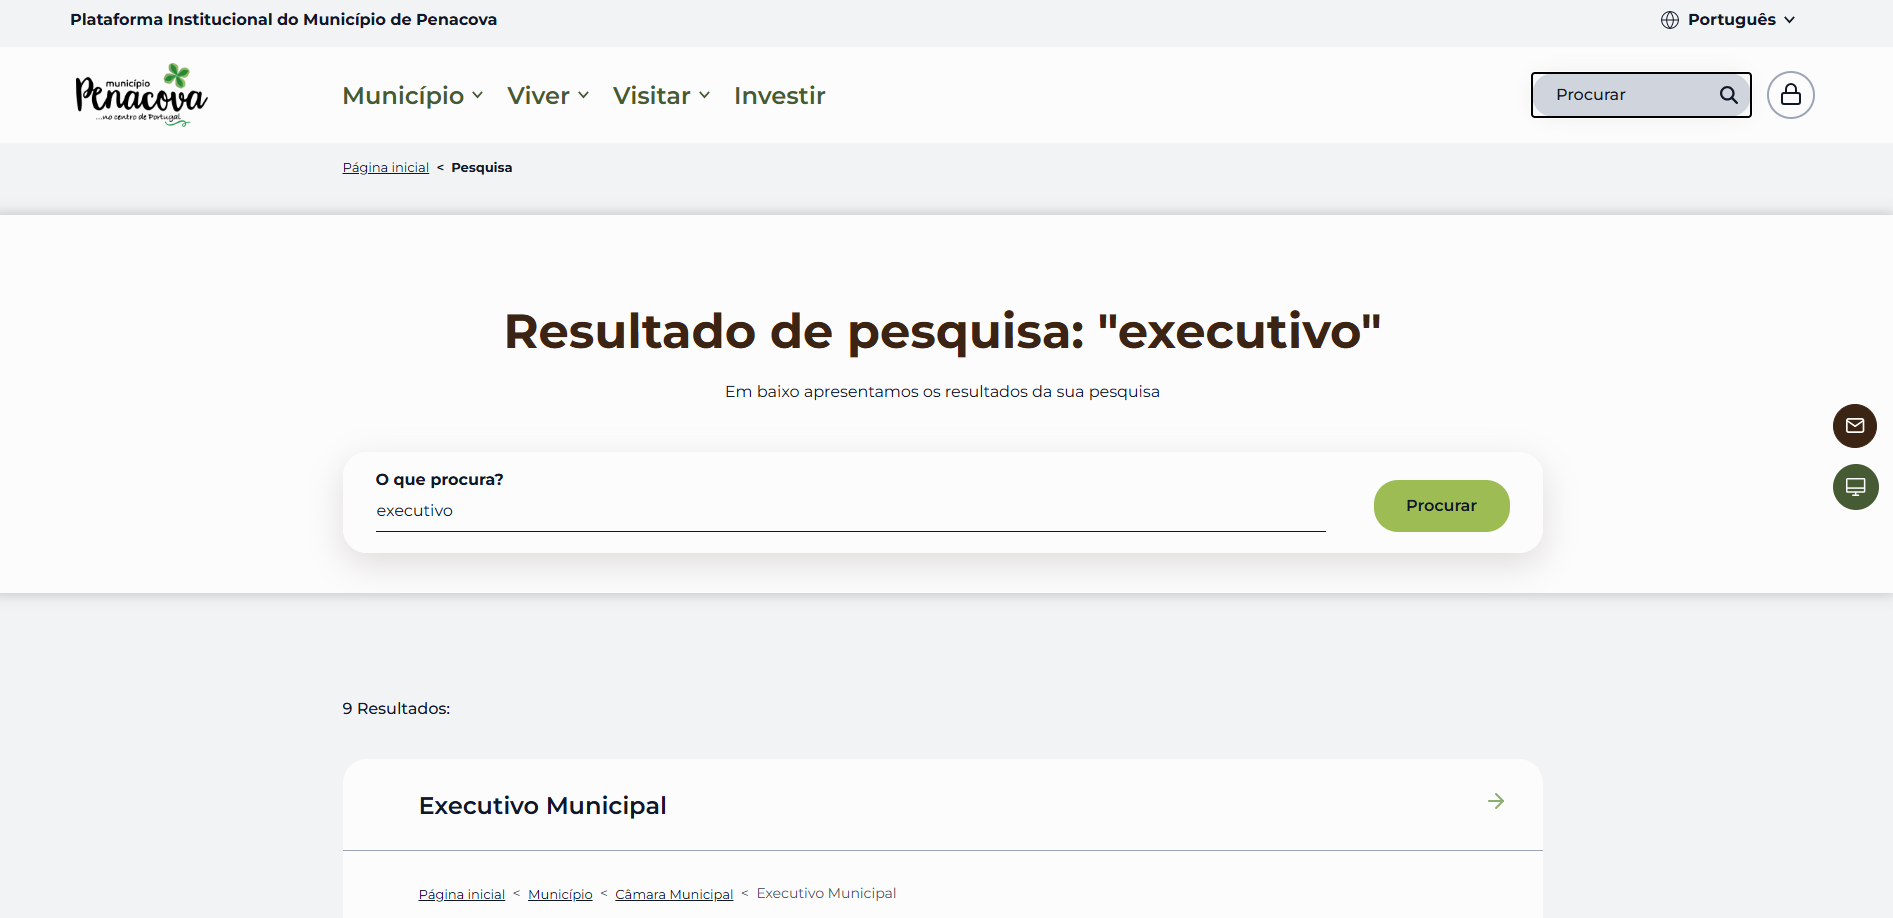 Plataforma Institucional do Município de Penacova
Português
município
Penacova
...no centro de Portugal
Município
Viver
Visitar
Investir
Procurar
Página inicial < Pesquisa
Resultado de pesquisa: "executivo"
Em baixo apresentamos os resultados da sua pesquisa
O que procura?
executivo
Procurar
9 Resultados:
Executivo Municipal
Página inicial < Município < Câmara Municipal < Executivo Municipal